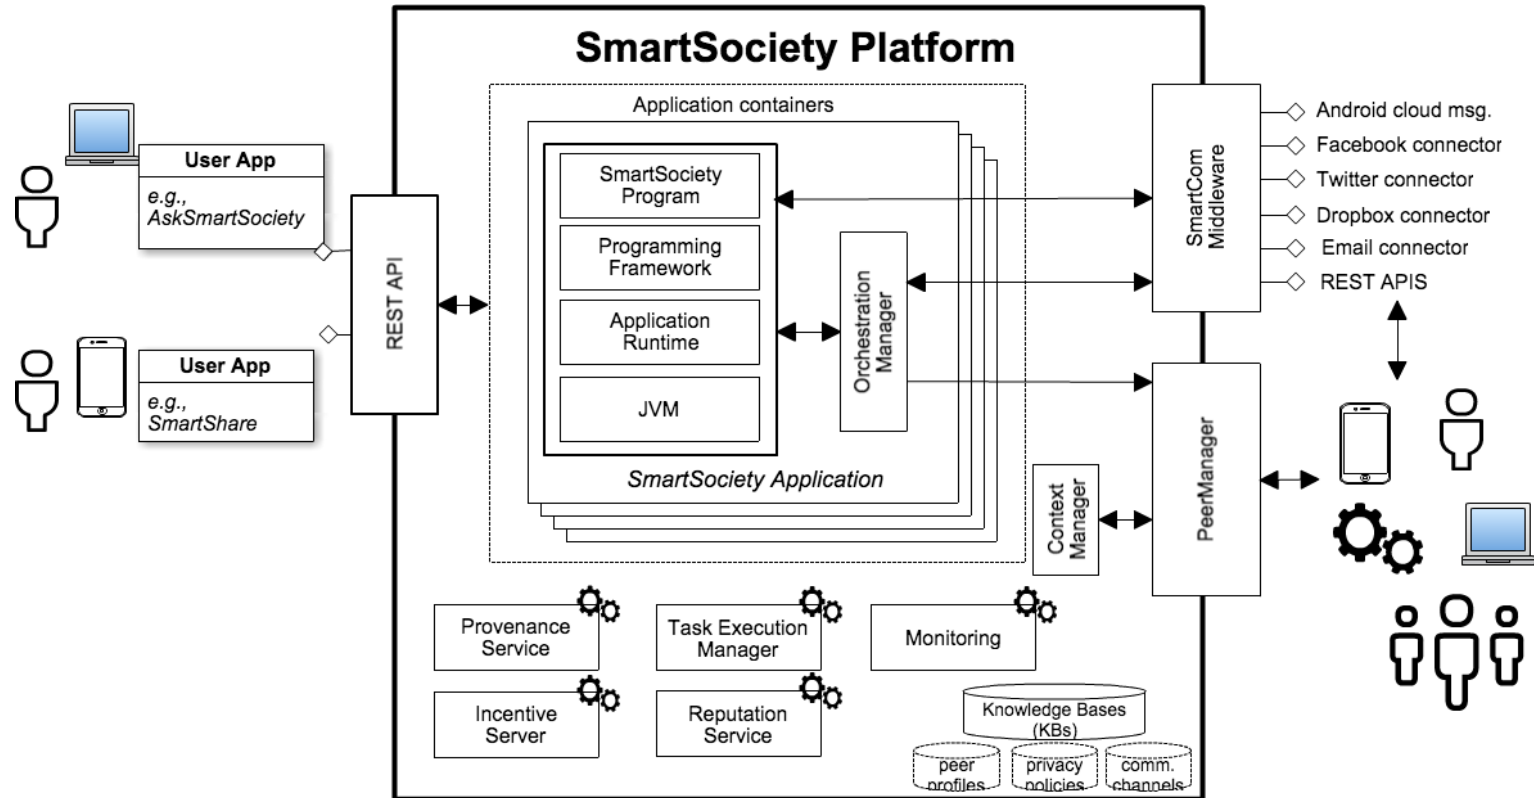 SmartSociety Platform
Application containers
User App
e.g.,
AskSmartSociety
User App
e.g.,
SmartShare
REST API
SmartSociety
Program
Programming
Framework
Application
Runtime
JVM
Orchestration
Manager
SmartSociety Application
SmartCom
Middleware
Android cloud msg.
Facebook connector
Twitter connector
Dropbox connector
Email connector
REST APIS
PeerManager
Context
Manager
Provenance
Service
Task Execution
Manager
Monitoring
Incentive
Server
Reputation
Service
Knowledge Bases
(KBs)
peer
profiles
privacy
policies
comm.
channels